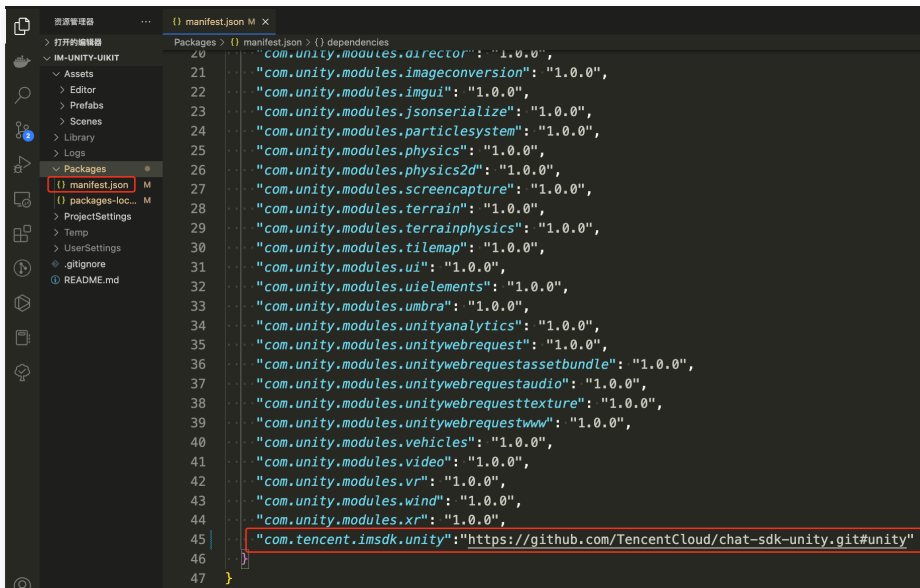 资源管理器
···
{} manifest.json M ×
> 打开的编辑器
Packages > {} manifest.json > {} dependencies
∨ IM-UNITY-UIKIT
∨ Assets
> Editor
> Prefabs
> Scenes
> Library
> Logs
∨ Packages
{} manifest.json M
{} packages-loc... M
> ProjectSettings
> Temp
> UserSettings
.gitignore
README.md
2
20 "com.unity.modules.director": "1.0.0",
21 "com.unity.modules.imageconversion": "1.0.0",
22 "com.unity.modules.imgui": "1.0.0",
23 "com.unity.modules.jsonserialize": "1.0.0",
24 "com.unity.modules.particlesystem": "1.0.0",
25 "com.unity.modules.physics": "1.0.0",
26 "com.unity.modules.physics2d": "1.0.0",
27 "com.unity.modules.screencapture": "1.0.0",
28 "com.unity.modules.terrain": "1.0.0",
29 "com.unity.modules.terrainphysics": "1.0.0",
30 "com.unity.modules.tilemap": "1.0.0",
31 "com.unity.modules.ui": "1.0.0",
32 "com.unity.modules.uielements": "1.0.0",
33 "com.unity.modules.umbra": "1.0.0",
34 "com.unity.modules.unityanalytics": "1.0.0",
35 "com.unity.modules.unitywebrequest": "1.0.0",
36 "com.unity.modules.unitywebrequestassetbundle": "1.0.0",
37 "com.unity.modules.unitywebrequestaudio": "1.0.0",
38 "com.unity.modules.unitywebrequesttexture": "1.0.0",
39 "com.unity.modules.unitywebrequestwww": "1.0.0",
40 "com.unity.modules.vehicles": "1.0.0",
41 "com.unity.modules.video": "1.0.0",
42 "com.unity.modules.vr": "1.0.0",
43 "com.unity.modules.wind": "1.0.0",
44 "com.unity.modules.xr": "1.0.0",
45 "com.tencent.imsdk.unity":"https://github.com/TencentCloud/chat-sdk-unity.git#unity"
46 }
47 }